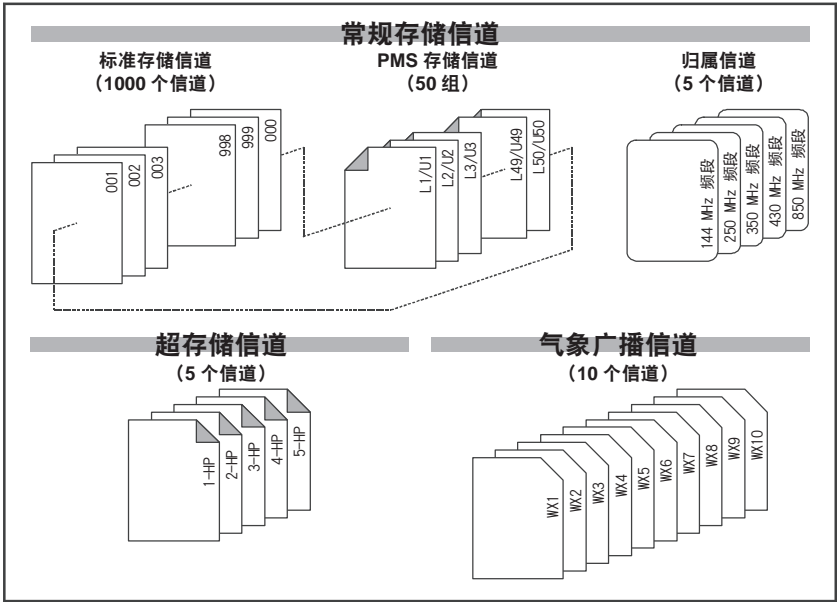 常规存储信道
标准存储信道
（1000 个信道）
PMS 存储信道
（50 组）
归属信道
（5 个信道）
001
002
003
998
999
000
L1/U1
L2/U2
L3/U3
L49/U49
L50/U50
144 MHz 频段
250 MHz 频段
350 MHz 频段
430 MHz 频段
850 MHz 频段
超存储信道
（5 个信道）
1-HP
2-HP
3-HP
4-HP
5-HP
气象广播信道
（10 个信道）
WX1
WX2
WX3
WX4
WX5
WX6
WX7
WX8
WX9
WX10